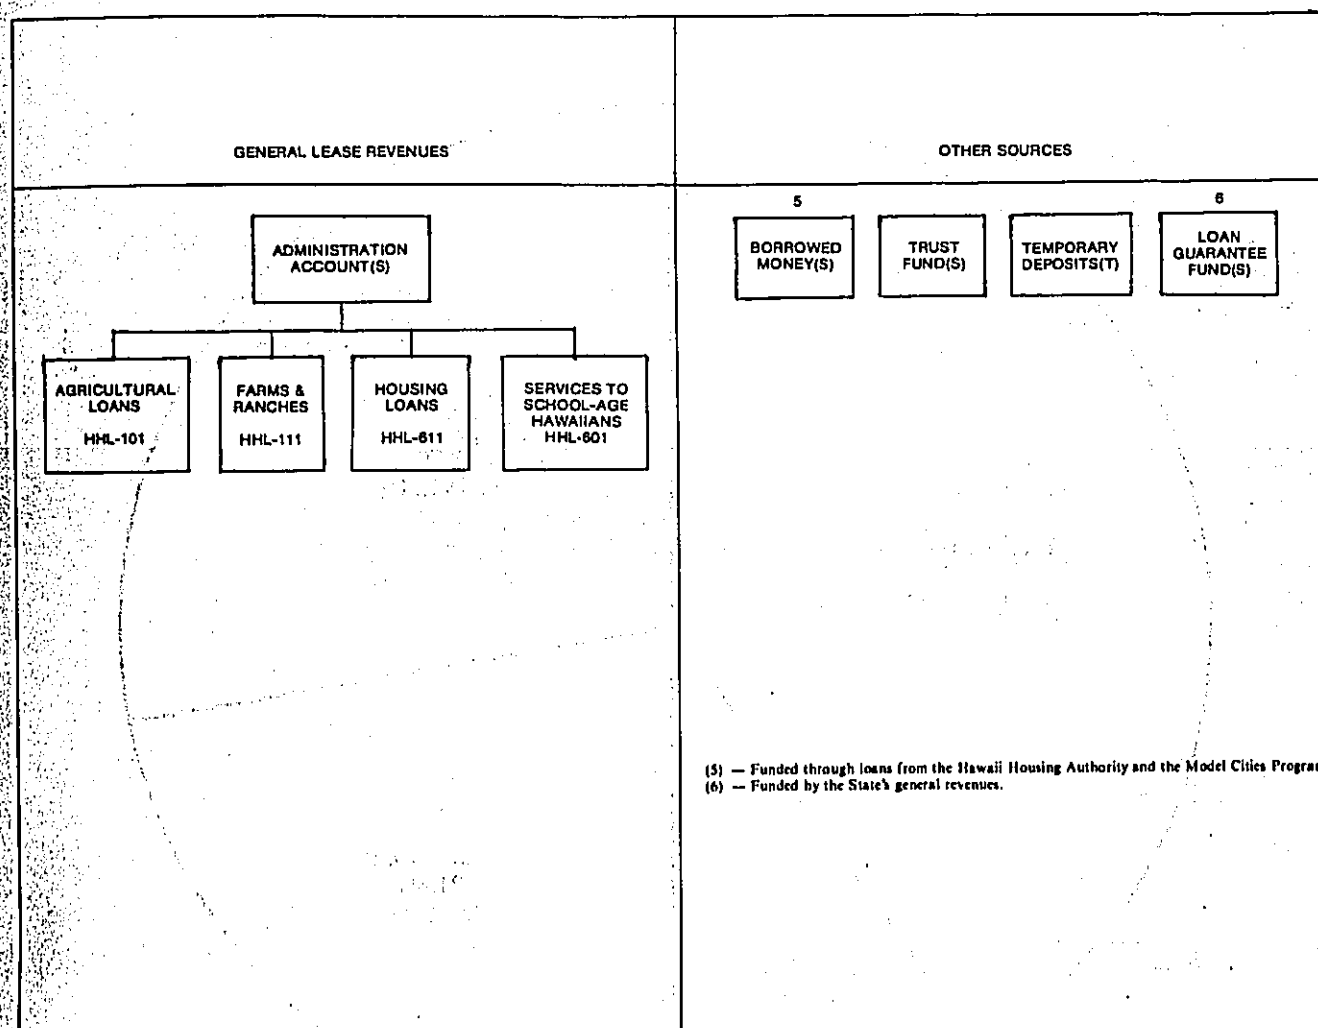 GENERAL LEASE REVENUES
ADMINISTRATION
ACCOUNT(S)
AGRICULTURAL
LOANS
HHL-101
FARMS &
RANCHES
HHL-111
HOUSING
LOANS
HHL-611
SERVICES TO
SCHOOL-AGE
HAWAIIANS
HHL-601
OTHER SOURCES
5
BORROWED
MONEY(S)
TRUST
FUND(S)
TEMPORARY
DEPOSITS(T)
6
LOAN
GUARANTEE
FUND(S)
(5) — Funded through loans from the Hawaii Housing Authority and the Model Cities Progra
(6) — Funded by the State's general revenues.